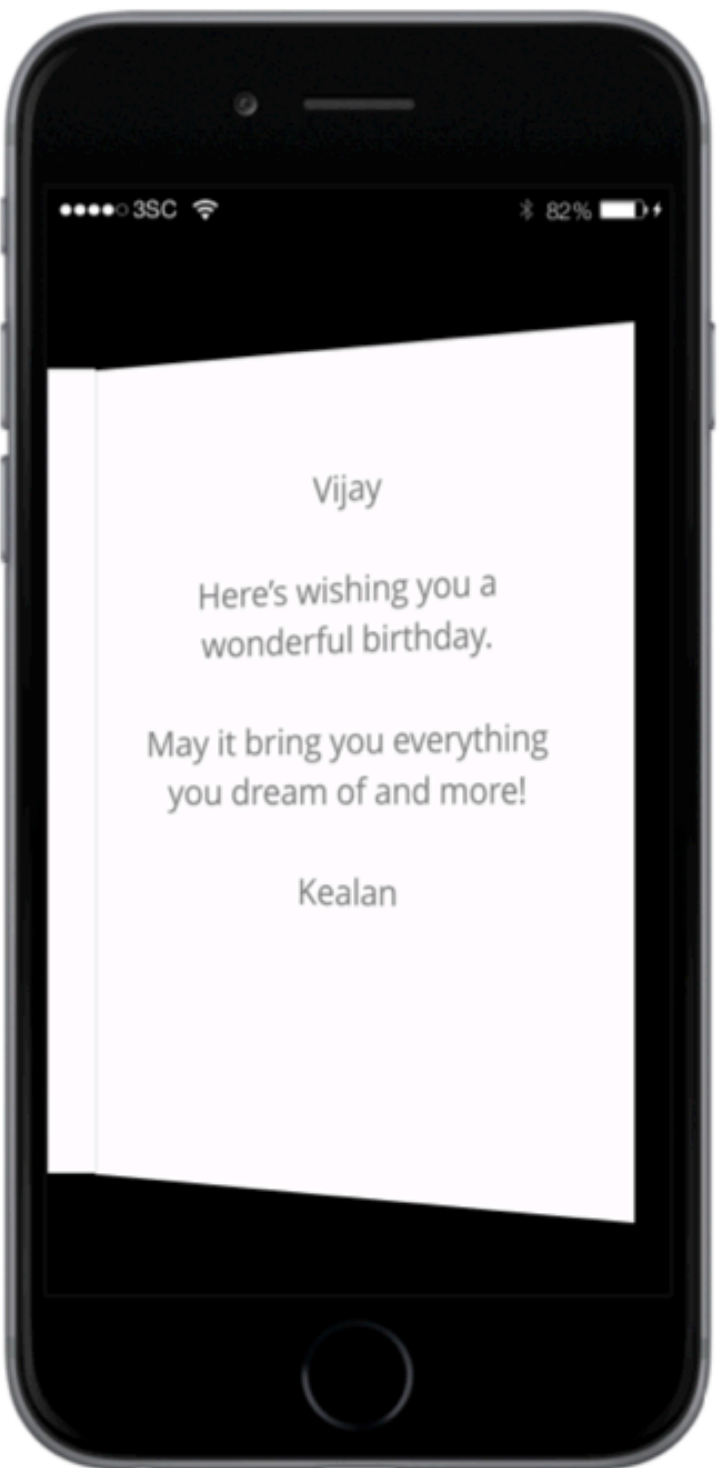 3SC 82%
Vijay
Here's wishing you a
wonderful birthday.
May it bring you everything
you dream of and more!
Kealan